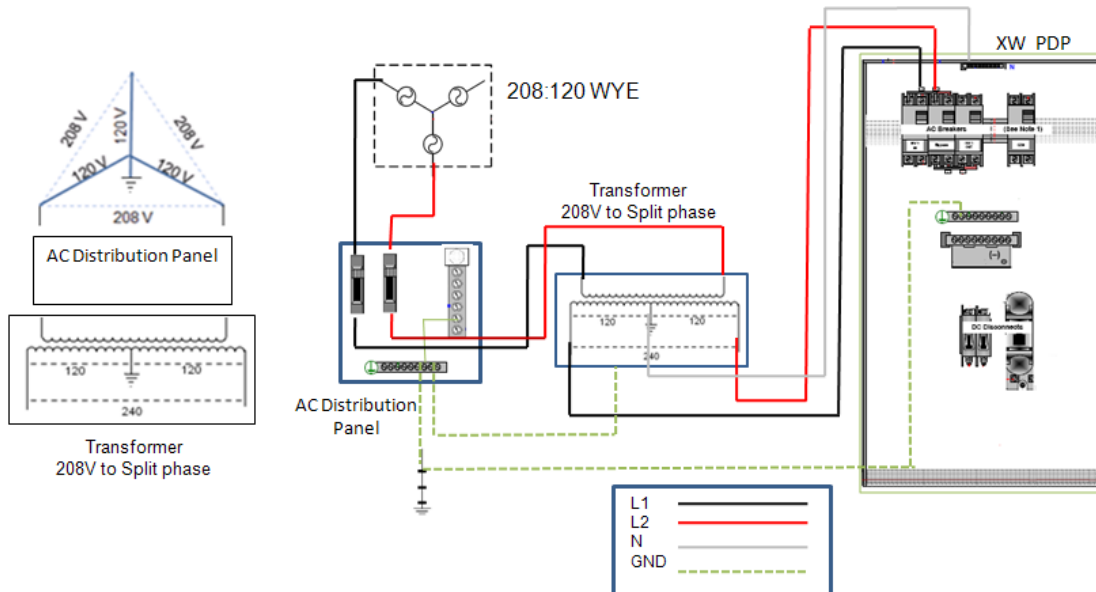 XW PDP
N
208:120 WYE
208 V
120 V
208 V
120 V
120 V
208 V
AC Breakers
(See Note 1)
Transformer
208V to Split phase
AC Distribution Panel
120
120
240
120
120
240
(-)
DC Disconnects
AC Distribution
Panel
Transformer
208V to Split phase
L1
L2
N
GND